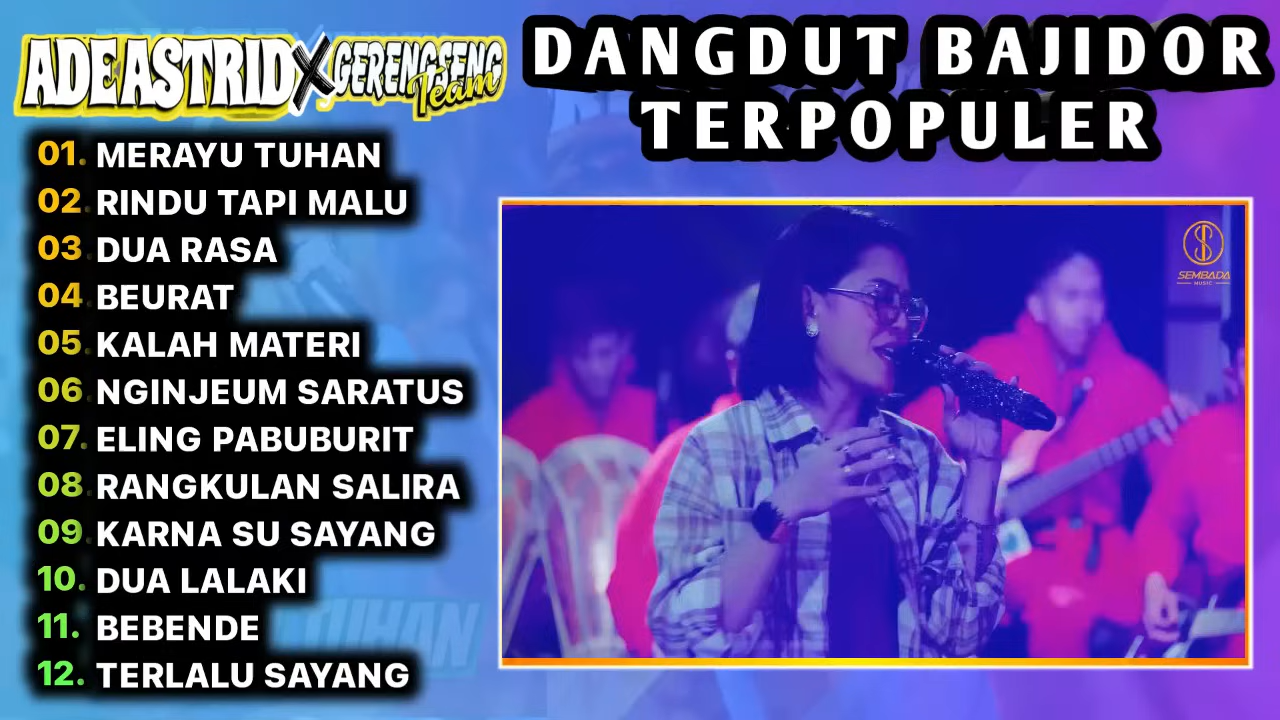 ADE ASTRID X GERENGSENG Team
DANGDUT BAJIDOR
TERPOPULER
01. MERAYU TUHAN
02. RINDU TAPI MALU
03. DUA RASA
04. BEURAT
05. KALAH MATERI
06. NGINJEUM SARATUS
07. ELING PABUBURIT
08. RANGKULAN SALIRA
09. KARNA SU SAYANG
10. DUA LALAKI
11. BEBENDE
12. TERLALU SAYANG
SEMBADA
MUSIC
TUHAN